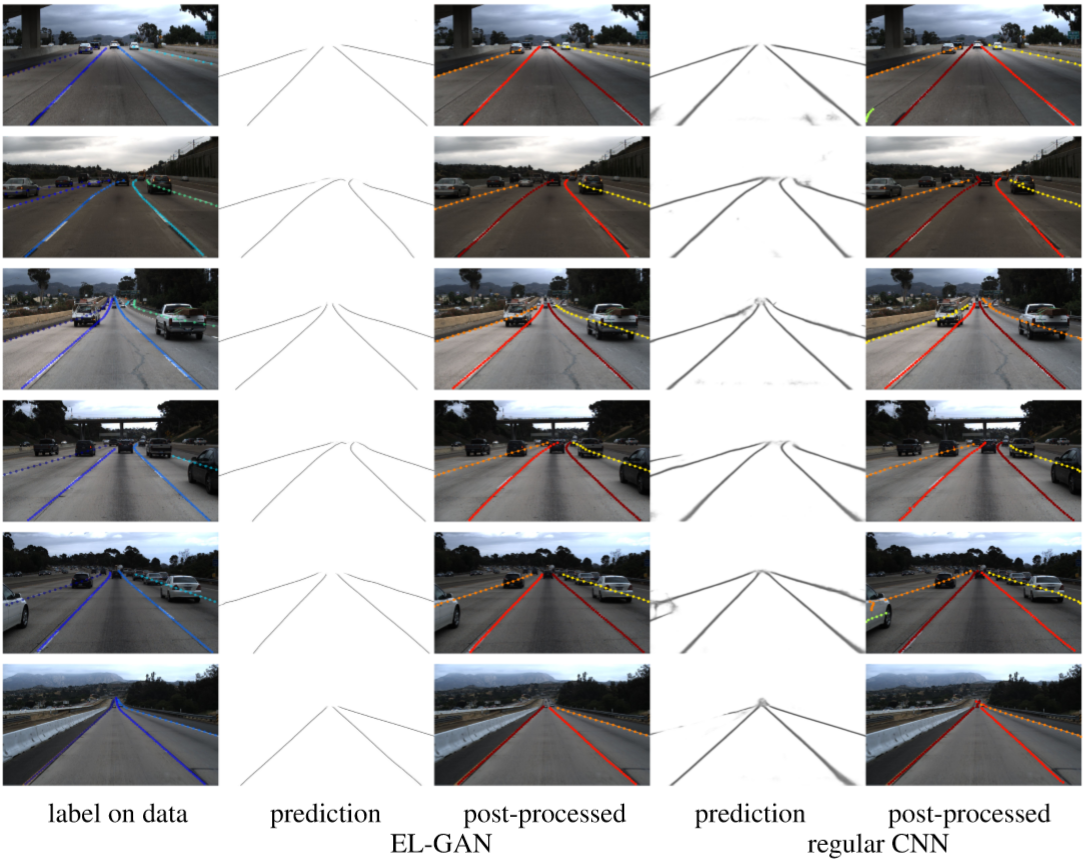 label on data prediction post-processed prediction post-processed
EL-GAN regular CNN